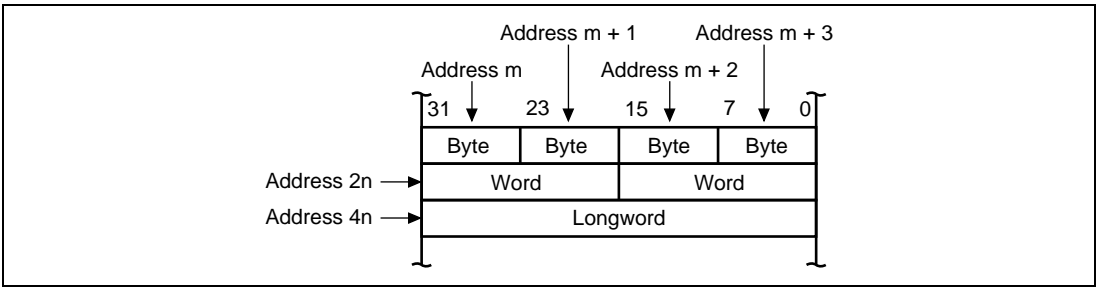 Address m + 1 Address m + 3
Address m Address m + 2
31 23 15 7 0
Byte Byte Byte Byte
Address 2n Word Word
Address 4n Longword